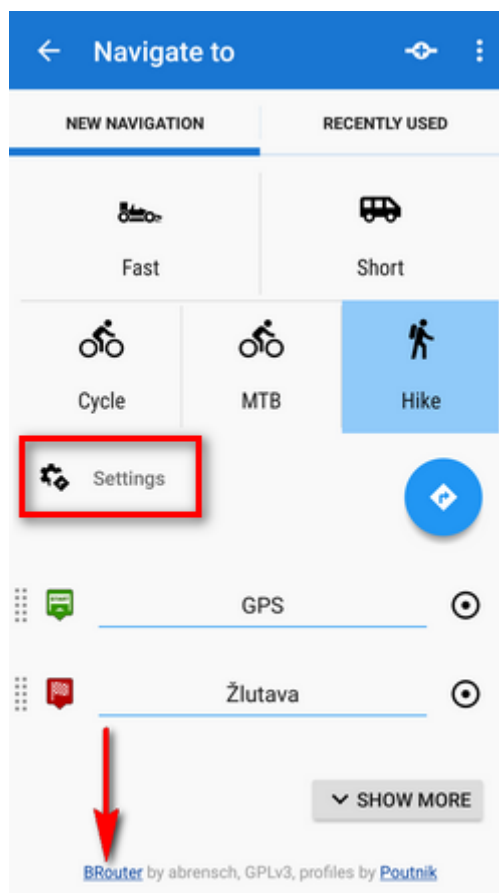 Navigate to
NEW NAVIGATION RECENTLY USED
Fast Short
Cycle MTB Hike
Settings
GPS
Žlutava
SHOW MORE
BRouter by abrensch, GPLv3, profiles by Poutnik